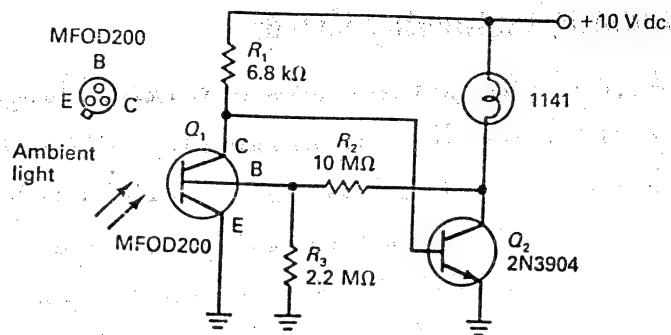 MFOD200
B
E
C
Ambient
light
MFOD200
Q₁
C
B
E
R₁
6.8 kΩ
R₂
10 MΩ
R₃
2.2 MΩ
+10 V dc
1141
Q₂
2N3904